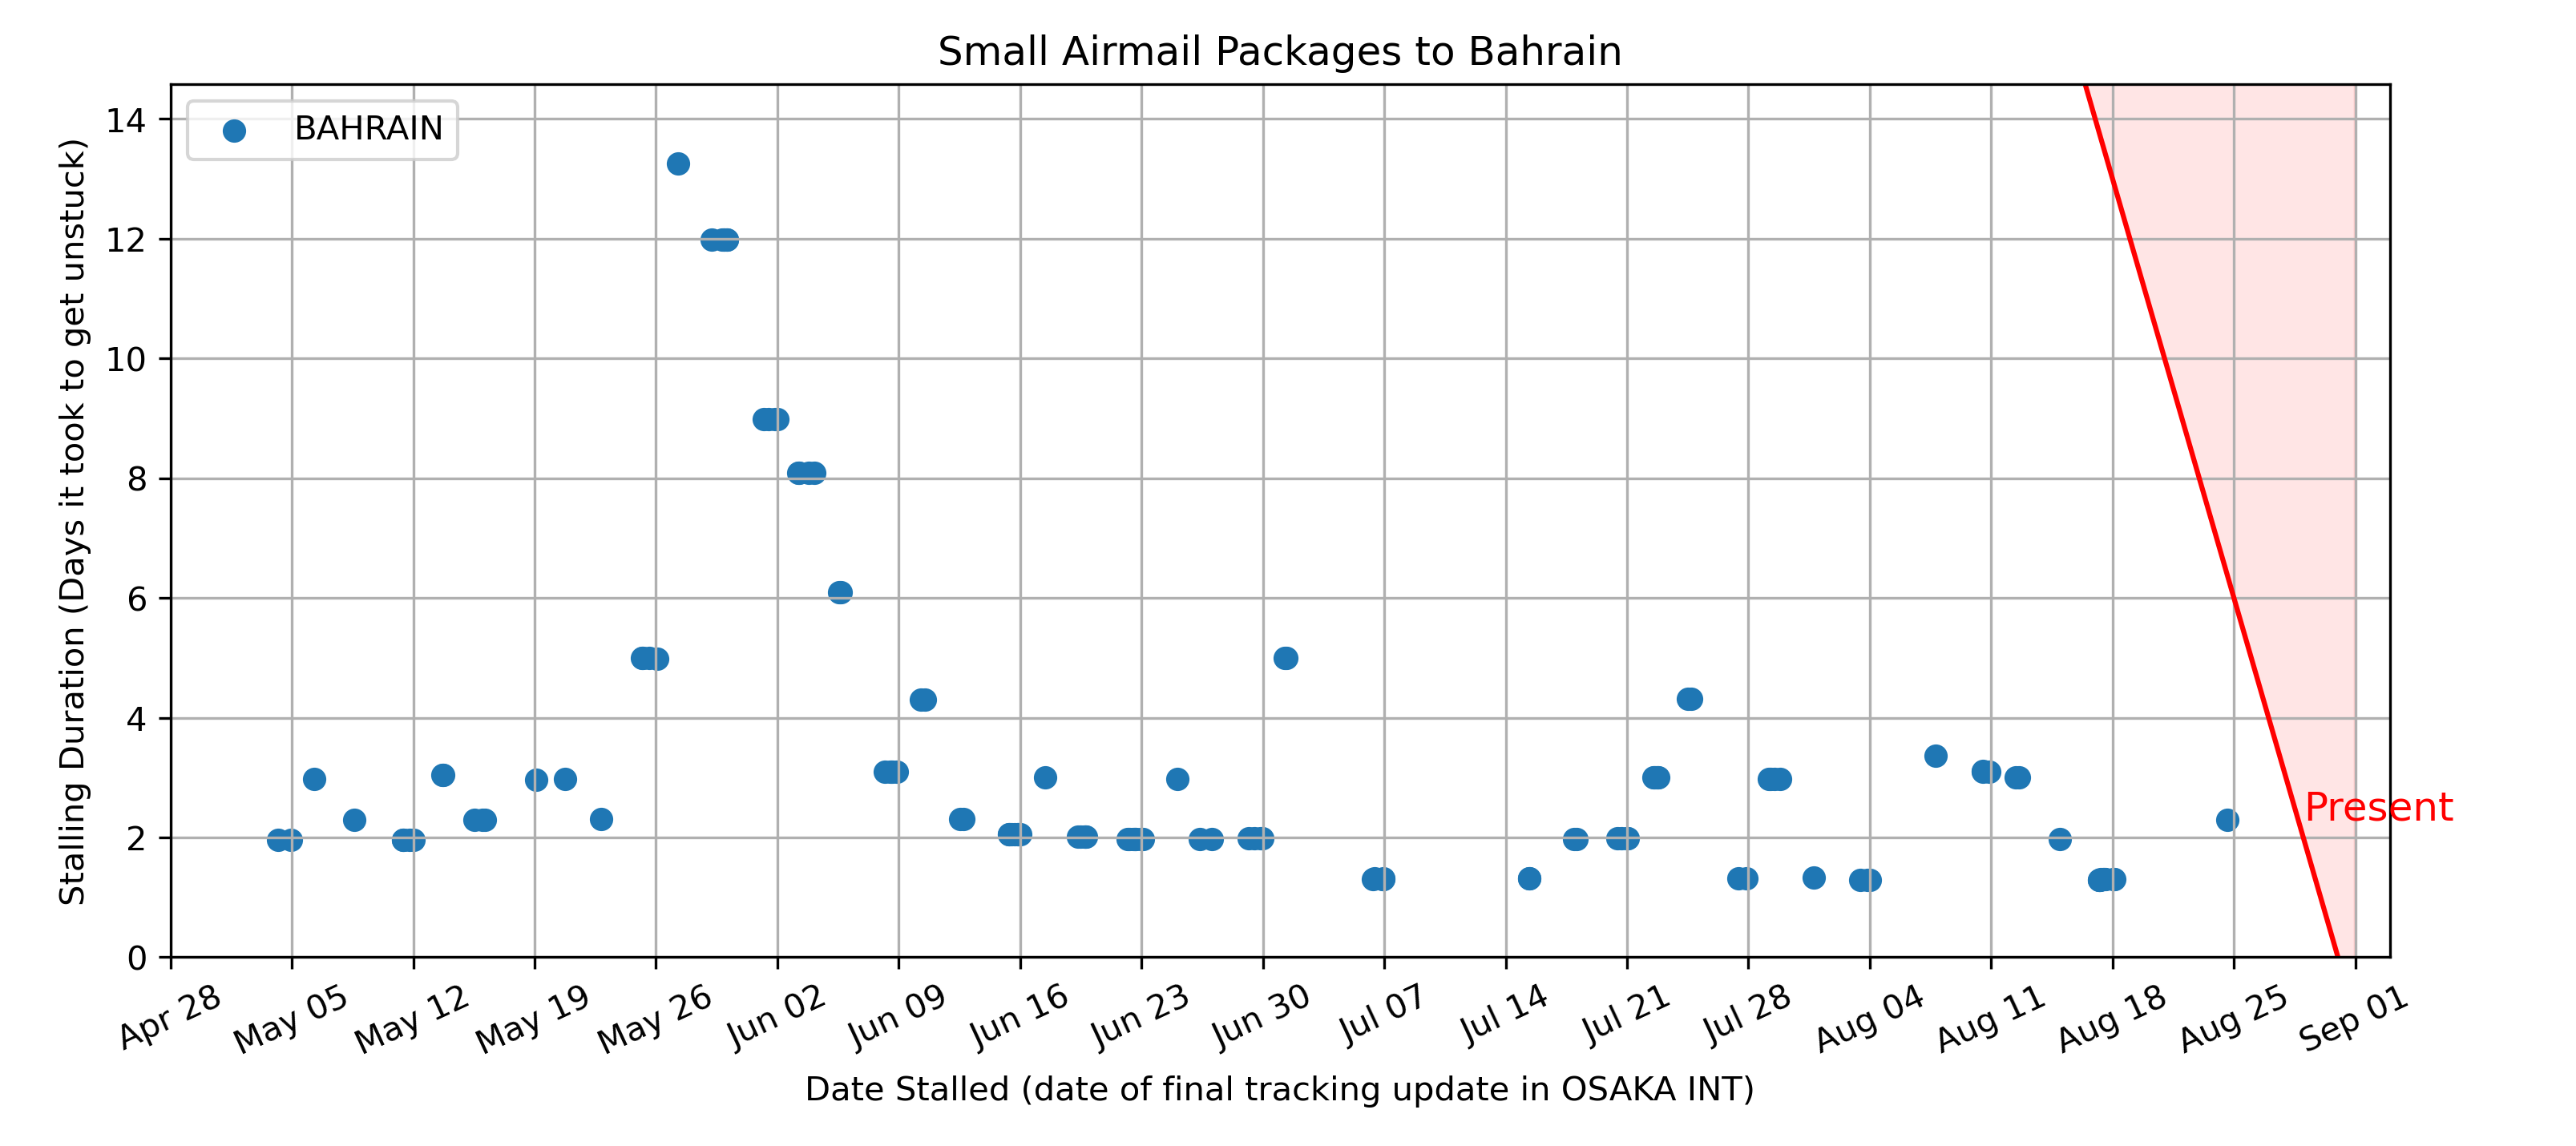 Small Airmail Packages to Bahrain
BAHRAIN
Stalling Duration (Days it took to get unstuck)
14
12
10
8
6
4
2
0
Present
Apr 28
May 05
May 12
May 19
May 26
Jun 02
Jun 09
Jun 16
Jun 23
Jun 30
Jul 07
Jul 14
Jul 21
Jul 28
Aug 04
Aug 11
Aug 18
Aug 25
Sep 01
Date Stalled (date of final tracking update in OSAKA INT)